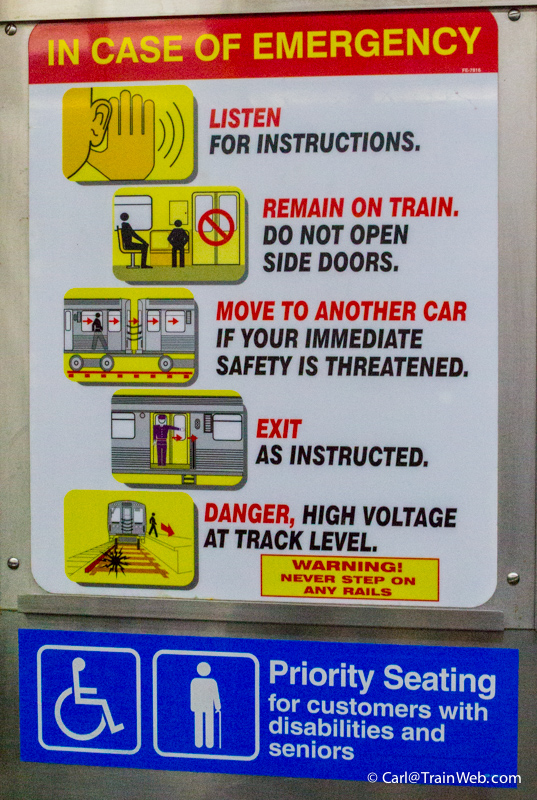 IN CASE OF EMERGENCY
LISTEN
FOR INSTRUCTIONS.
REMAIN ON TRAIN.
DO NOT OPEN
SIDE DOORS.
MOVE TO ANOTHER CAR
IF YOUR IMMEDIATE
SAFETY IS THREATENED.
EXIT
AS INSTRUCTED.
DANGER, HIGH VOLTAGE
AT TRACK LEVEL.
WARNING!
NEVER STEP ON
ANY RAILS
Priority Seating
for customers with
disabilities and
seniors
© Carl@TrainWeb.com